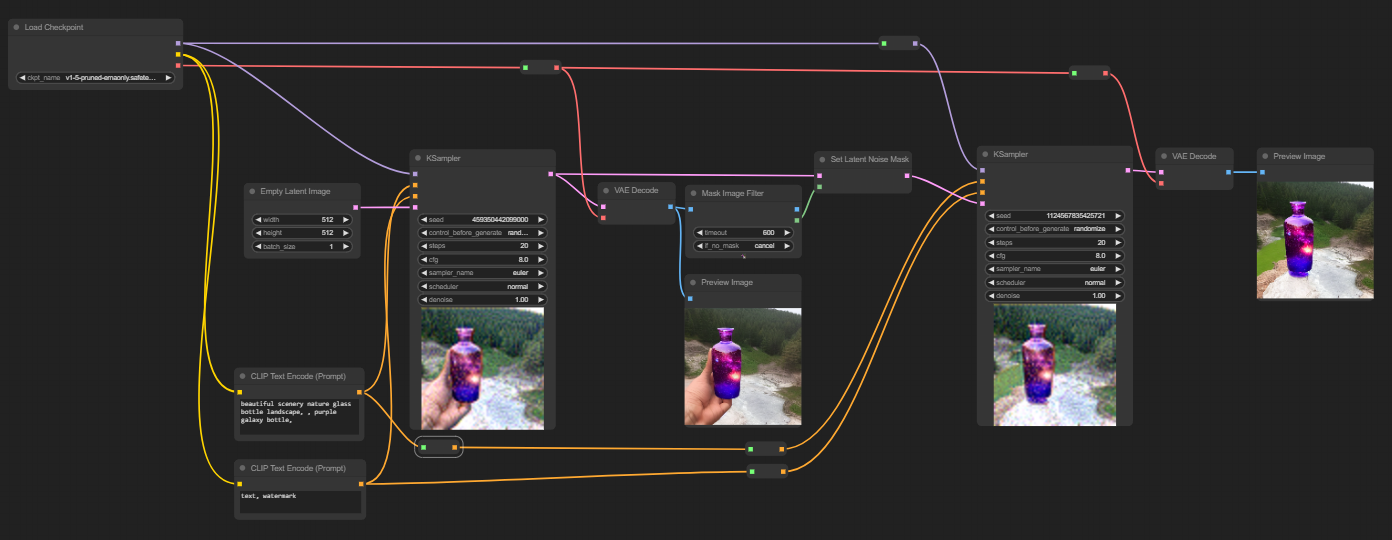 Load Checkpoint
ckpt_name v1-5-pruned-emaonly.safete...
Empty Latent Image
width 512
height 512
batch_size 1
KSampler
seed 459350442099000
control_before_generate rand...
steps 20
cfg 8.0
sampler_name euler
scheduler normal
denoise 1.00
CLIP Text Encode (Prompt)
beautiful scenery nature glass
bottle landscape, , purple
galaxy bottle,
CLIP Text Encode (Prompt)
text, watermark
VAE Decode
Mask Image Filter
timeout 600
if_no_mask cancel
Preview Image
Set Latent Noise Mask
KSampler
seed 1124567835425721
control_before_generate randomize
steps 20
cfg 8.0
sampler_name euler
scheduler normal
denoise 1.00
VAE Decode
Preview Image